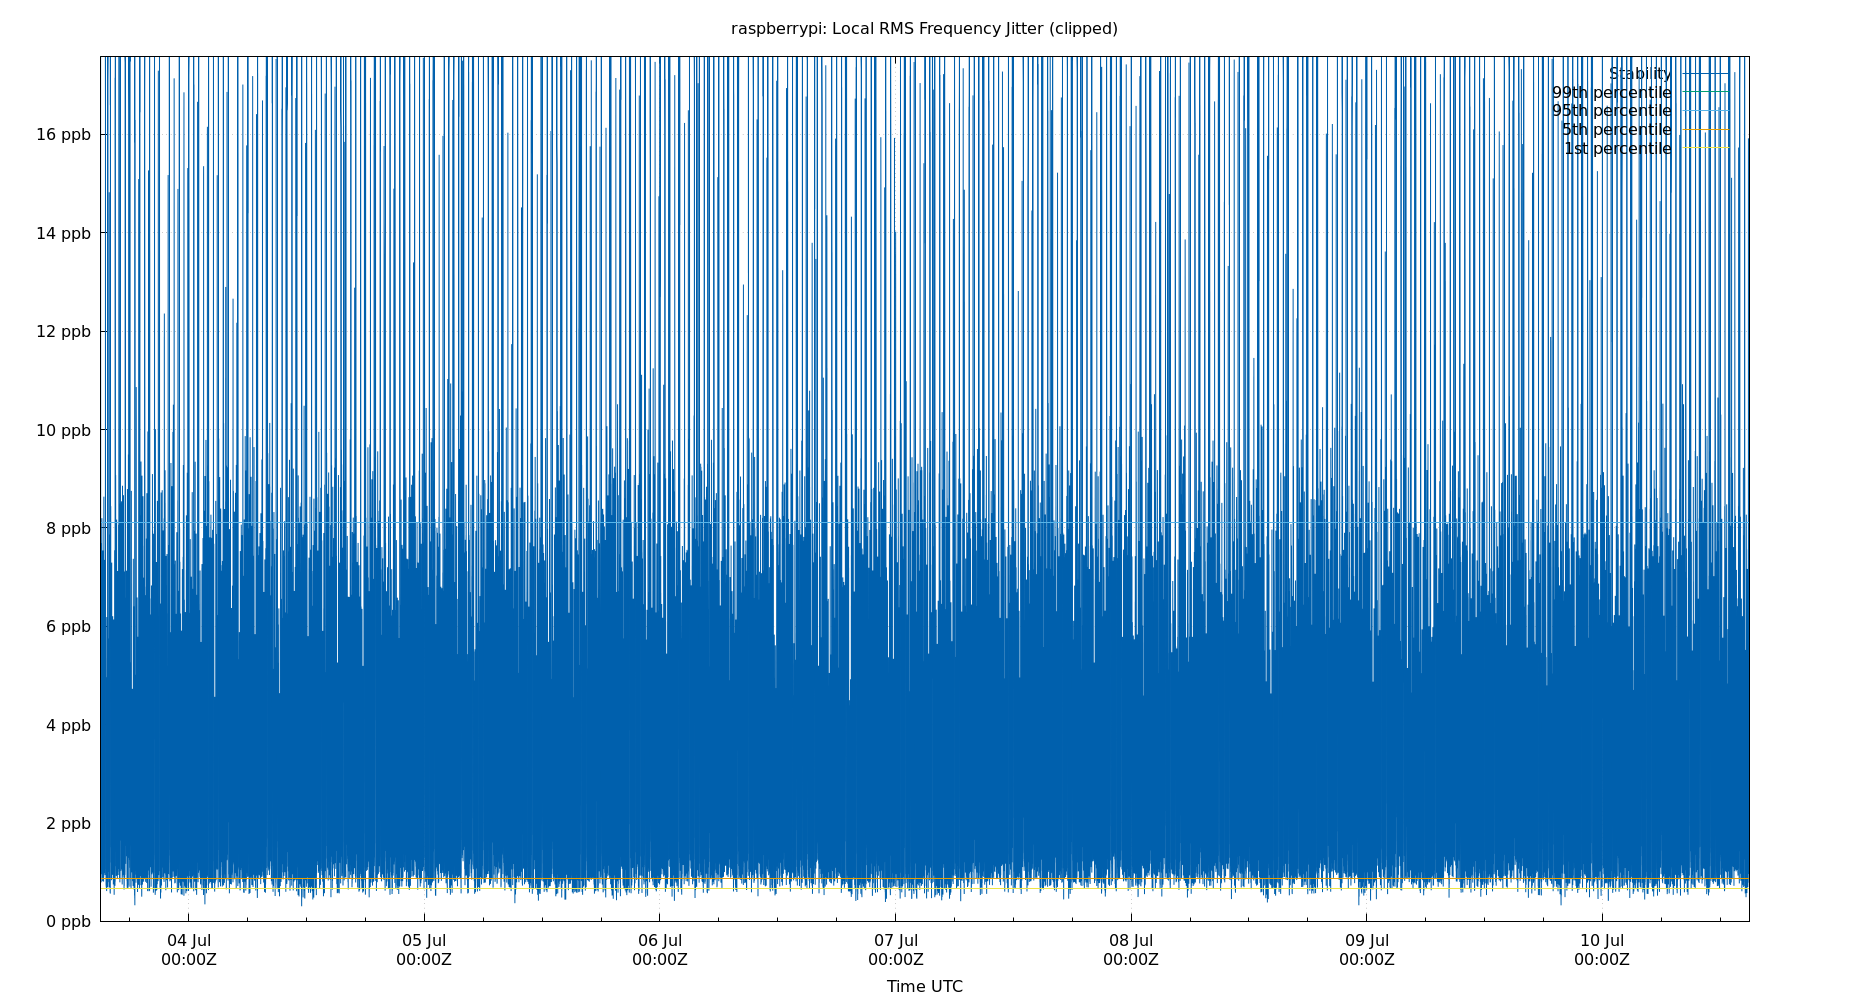 raspberrypi: Local RMS Frequency Jitter (clipped)
Stability
99th percentile
95th percentile
5th percentile
1st percentile
16 ppb
14 ppb
12 ppb
10 ppb
8 ppb
6 ppb
4 ppb
2 ppb
0 ppb
04 Jul 05 Jul 06 Jul 07 Jul 08 Jul 09 Jul 10 Jul
00:00Z 00:00Z 00:00Z 00:00Z 00:00Z 00:00Z 00:00Z
Time UTC